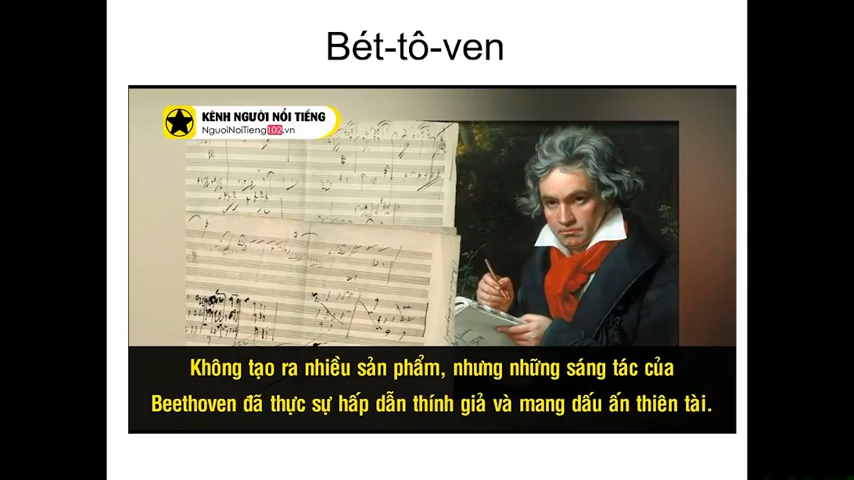 Bét-tô-ven
KÊNH NGƯỜI NỔI TIẾNG
NguoiNoiTieng102.vn
Không tạo ra nhiều sản phẩm, nhưng những sáng tác của
Beethoven đã thực sự hấp dẫn thính giả và mang dấu ấn thiên tài.